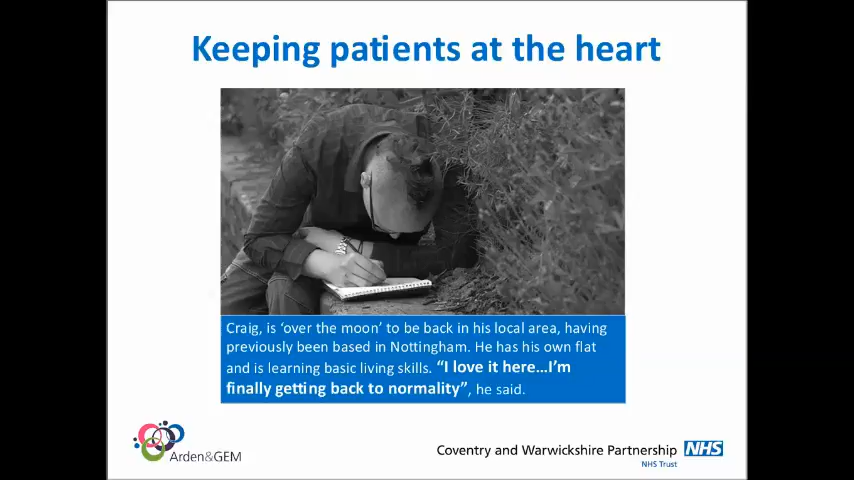 Keeping patients at the heart
Craig, is ‘over the moon’ to be back in his local area, having
previously been based in Nottingham. He has his own flat
and is learning basic living skills. “I love it here…I’m
finally getting back to normality”, he said.
Arden&GEM
Coventry and Warwickshire Partnership NHS
NHS Trust